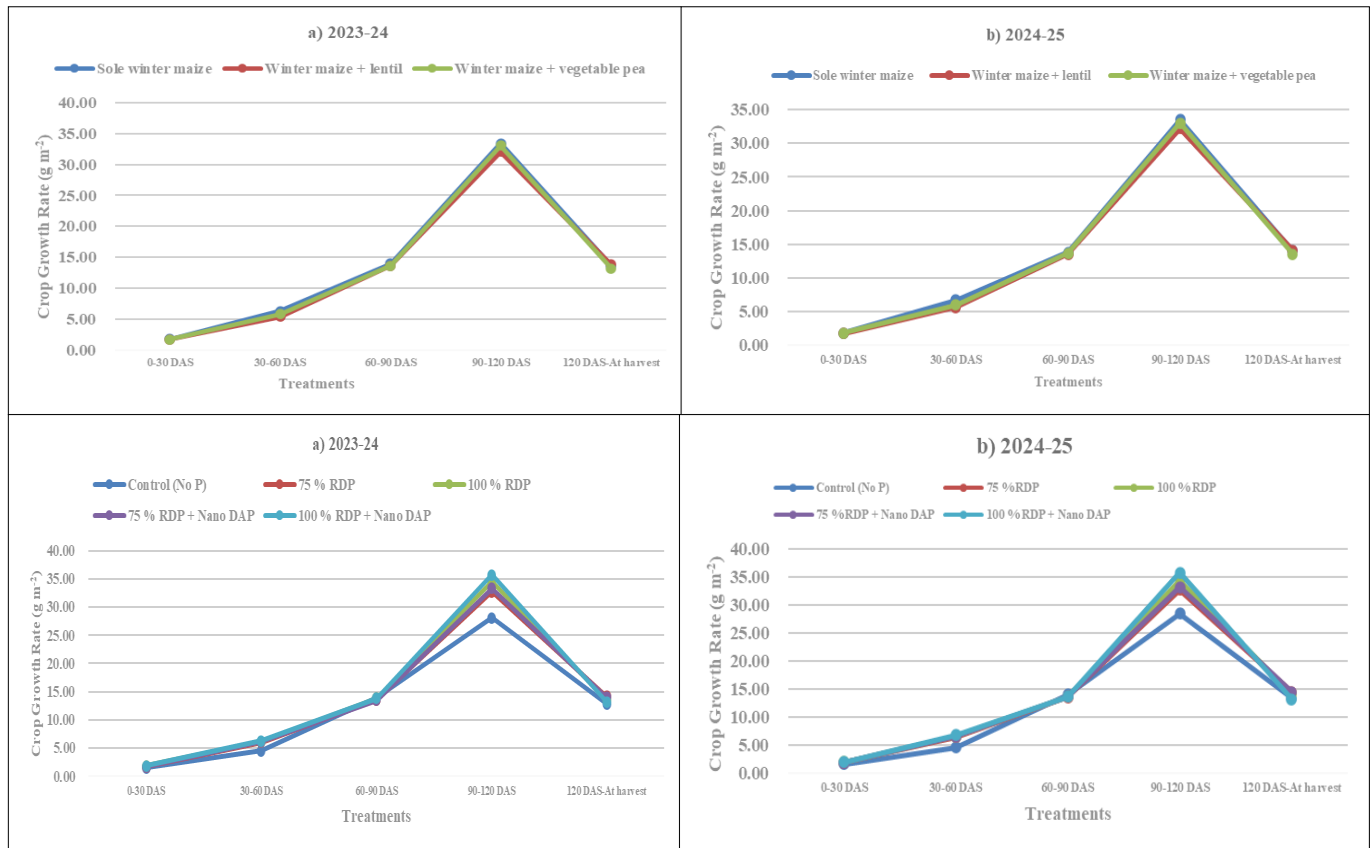 a) 2023-24
Sole winter maize Winter maize + lentil Winter maize + vegetable pea
Crop Growth Rate (g m-2)
40.00
35.00
30.00
25.00
20.00
15.00
10.00
5.00
0.00
0-30 DAS 30-60 DAS 60-90 DAS 90-120 DAS 120 DAS-At harvest
Treatments
b) 2024-25
Sole winter maize Winter maize + lentil Winter maize + vegetable pea
Crop Growth Rate (g m-2)
35.00
30.00
25.00
20.00
15.00
10.00
5.00
0.00
0-30 DAS 30-60 DAS 60-90 DAS 90-120 DAS 120 DAS-At harvest
Treatments
a) 2023-24
Control (No P) 75 % RDP 100 % RDP
75 % RDP + Nano DAP 100 % RDP + Nano DAP
Crop Growth Rate (g m-2)
40.00
35.00
30.00
25.00
20.00
15.00
10.00
5.00
0.00
0-30 DAS 30-60 DAS 60-90 DAS 90-120 DAS 120 DAS-At harvest
Treatments
b) 2024-25
Control (No P) 75 %RDP 100 %RDP
75 %RDP + Nano DAP 100 %RDP + Nano DAP
Crop Growth Rate (g m-2)
40.00
35.00
30.00
25.00
20.00
15.00
10.00
5.00
0.00
0-30 DAS 30-60 DAS 60-90 DAS 90-120 DAS 120 DAS-At harvest
Treatments